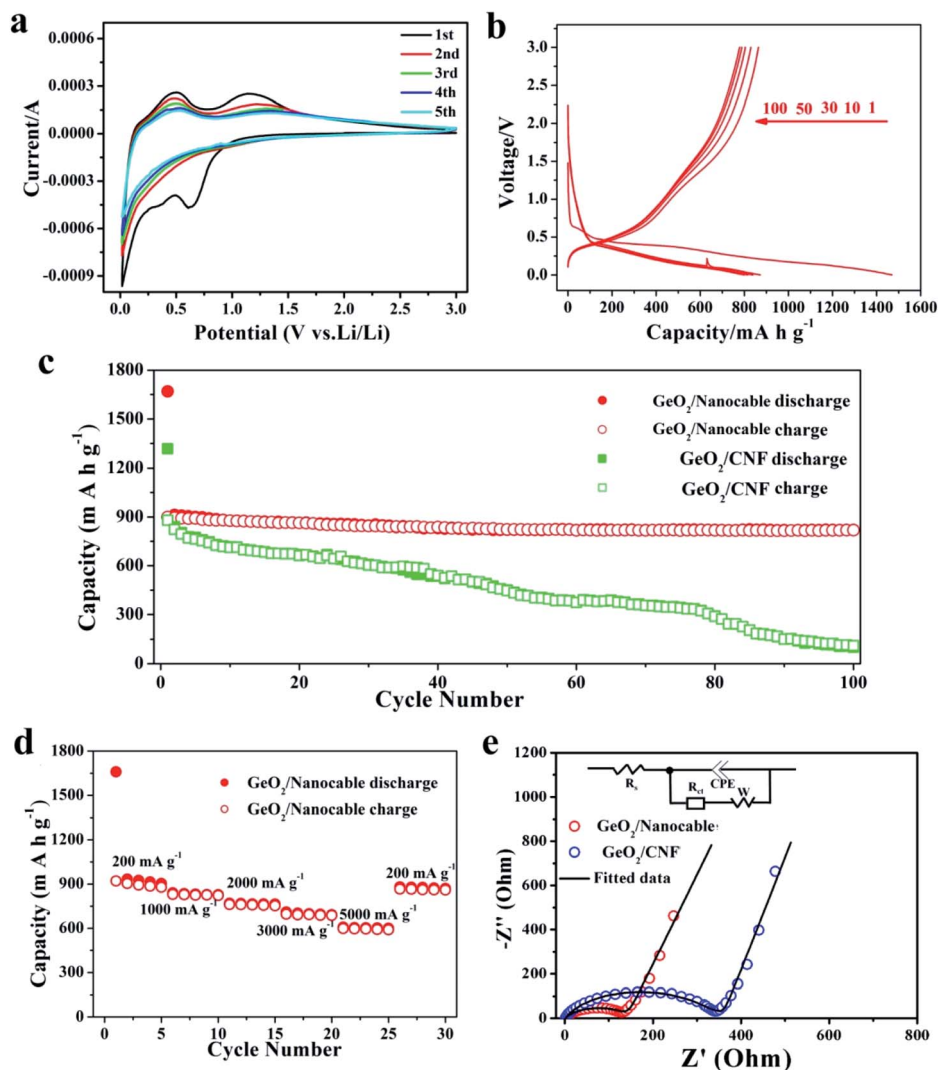 a
0.0006
0.0003
0.0000
-0.0003
-0.0006
-0.0009
Current/A
1st
2nd
3rd
4th
5th
0.0 0.5 1.0 1.5 2.0 2.5 3.0
Potential (V vs.Li/Li)
b
3.0
2.5
2.0
1.5
1.0
0.5
0.0
Voltage/V
100 50 30 10 1
0 200 400 600 800 1000 1200 1400 1600
Capacity/mA h g⁻¹
c
1800
1500
1200
900
600
300
0
Capacity (m A h g⁻¹)
GeO₂/Nanocable discharge
GeO₂/Nanocable charge
GeO₂/CNF discharge
GeO₂/CNF charge
0 20 40 60 80 100
Cycle Number
d
1800
1500
1200
900
600
300
Capacity (m A h g⁻¹)
GeO₂/Nanocable discharge
GeO₂/Nanocable charge
200 mA g⁻¹
1000 mA g⁻¹
2000 mA g⁻¹
3000 mA g⁻¹
5000 mA g⁻¹
200 mA g⁻¹
0 5 10 15 20 25 30
Cycle Number
e
-1200
-1000
800
600
400
200
0
-Z'' (Ohm)
Rₛ
CPE
R_ct
W
GeO₂/Nanocable
GeO₂/CNF
Fitted data
0 200 400 600 800
Z' (Ohm)